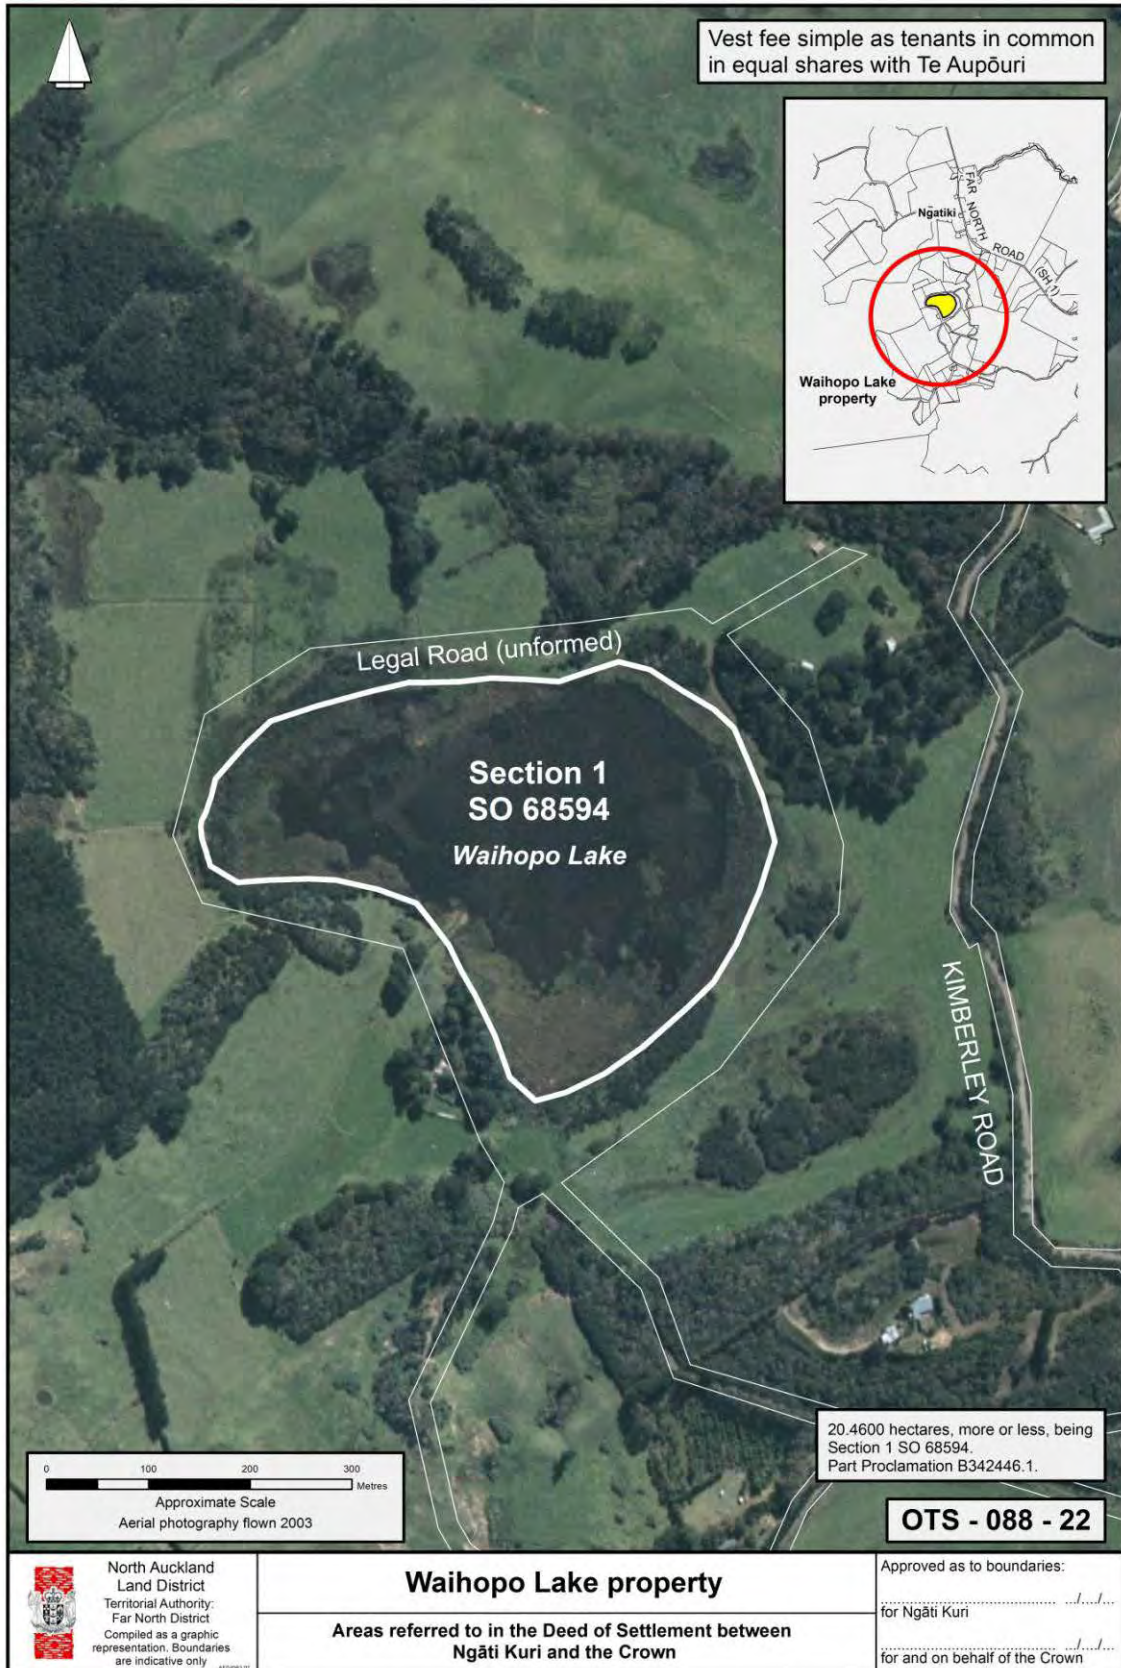 Vest fee simple as tenants in common
in equal shares with Te Aupōuri
FAR NORTH ROAD (SH 1)
Ngatiki
Waihopo Lake
property
Legal Road (unformed)
Section 1
SO 68594
Waihopo Lake
KIMBERLEY ROAD
20.4600 hectares, more or less, being
Section 1 SO 68594.
Part Proclamation B342446.1.
0 100 200 300
Metres
Approximate Scale
Aerial photography flown 2003
OTS - 088 - 22
North Auckland
Land District
Territorial Authority:
Far North District
Compiled as a graphic
representation. Boundaries
are indicative only
Waihopo Lake property
Areas referred to in the Deed of Settlement between
Ngāti Kuri and the Crown
Approved as to boundaries:
............................... .../.../...
for Ngāti Kuri
............................... .../.../...
for and on behalf of the Crown